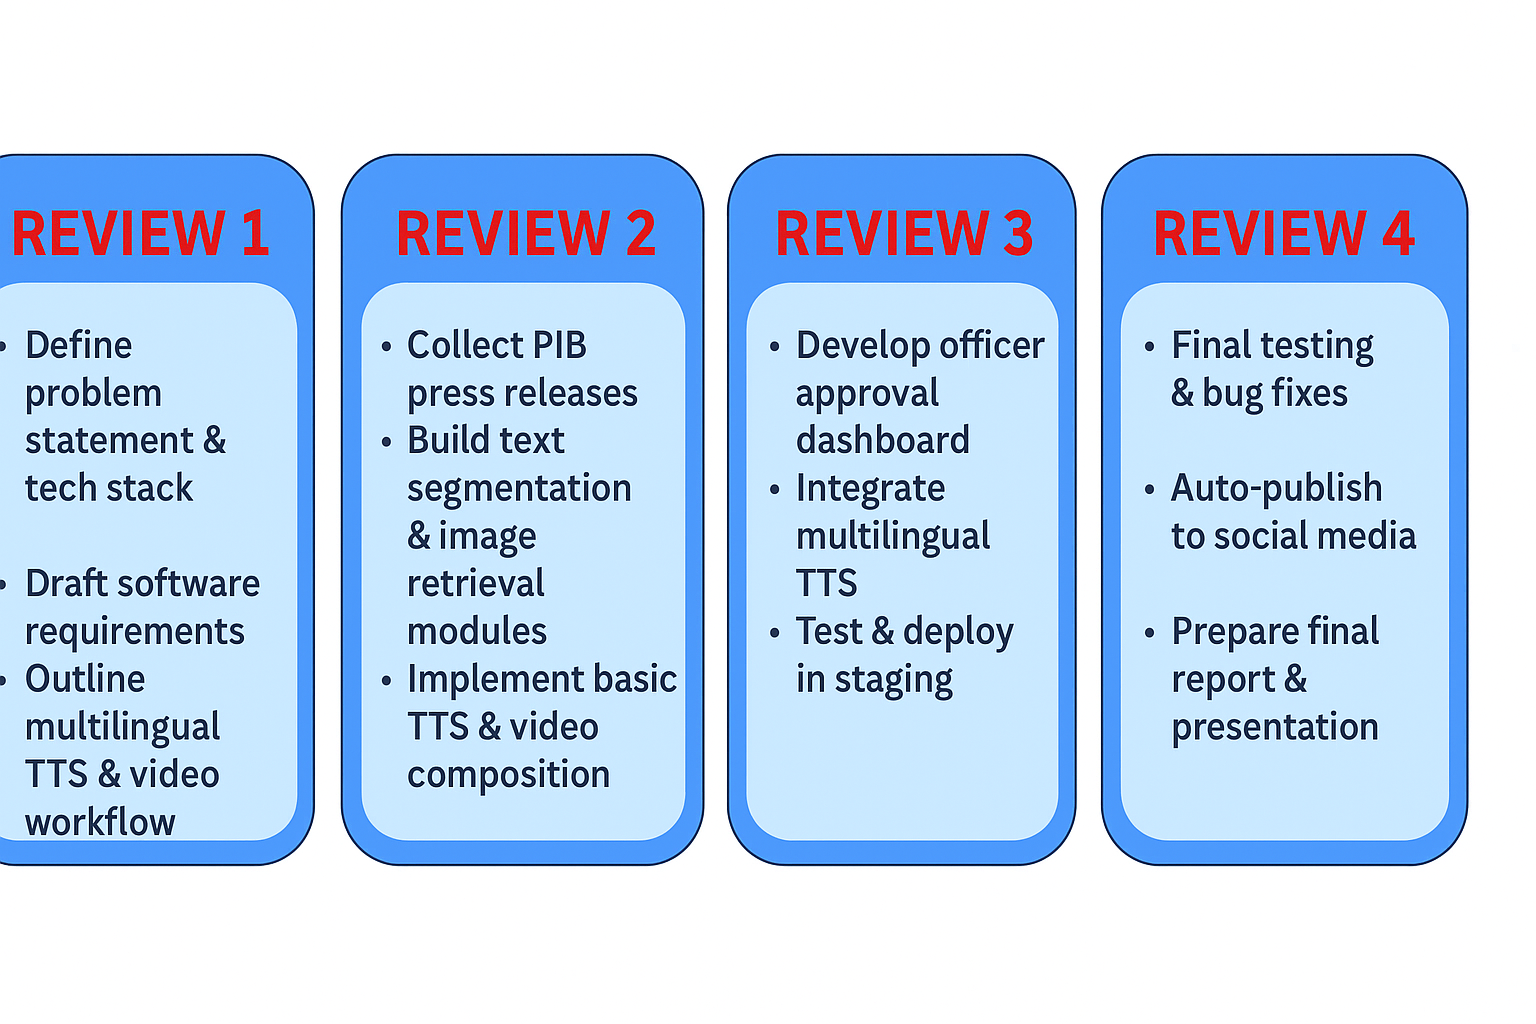 REVIEW 1
• Define
problem
statement &
tech stack
• Draft software
requirements
• Outline
multilingual
TTS & video
workflow
REVIEW 2
• Collect PIB
press releases
• Build text
segmentation
& image
retrieval
modules
• Implement basic
TTS & video
composition
REVIEW 3
• Develop officer
approval
dashboard
• Integrate
multilingual
TTS
• Test & deploy
in staging
REVIEW 4
• Final testing
& bug fixes
• Auto-publish
to social media
• Prepare final
report &
presentation